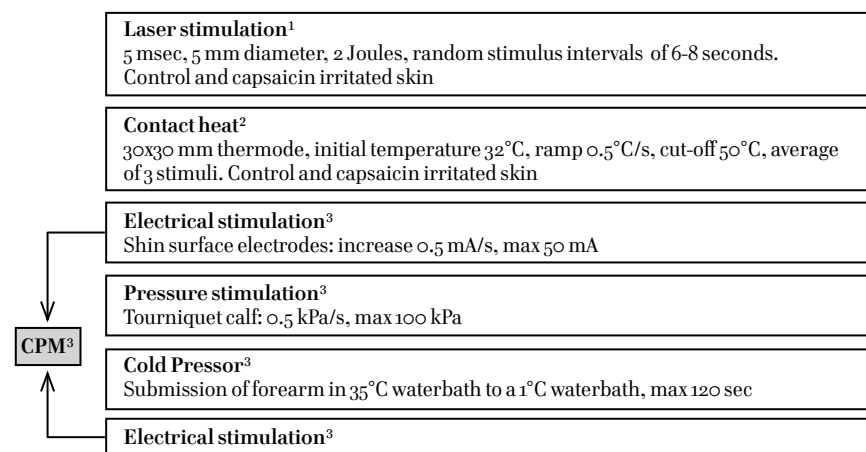 Laser stimulation¹
5 msec, 5 mm diameter, 2 Joules, random stimulus intervals of 6-8 seconds.
Control and capsaicin irritated skin
Contact heat²
30x30 mm thermode, initial temperature 32°C, ramp 0.5°C/s, cut-off 50°C, average
of 3 stimuli. Control and capsaicin irritated skin
Electrical stimulation³
Shin surface electrodes: increase 0.5 mA/s, max 50 mA
Pressure stimulation³
Tourniquet calf: 0.5 kPa/s, max 100 kPa
CPM³
Cold Pressor³
Submission of forearm in 35°C waterbath to a 1°C waterbath, max 120 sec
Electrical stimulation³